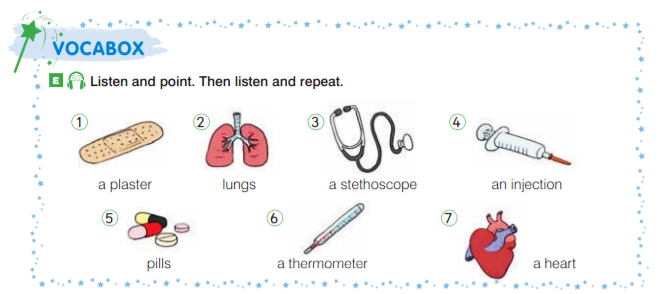 VOCABOX
E Listen and point. Then listen and repeat.
1 2 3 4
a plaster lungs a stethoscope an injection
5 6 7
pills a thermometer a heart